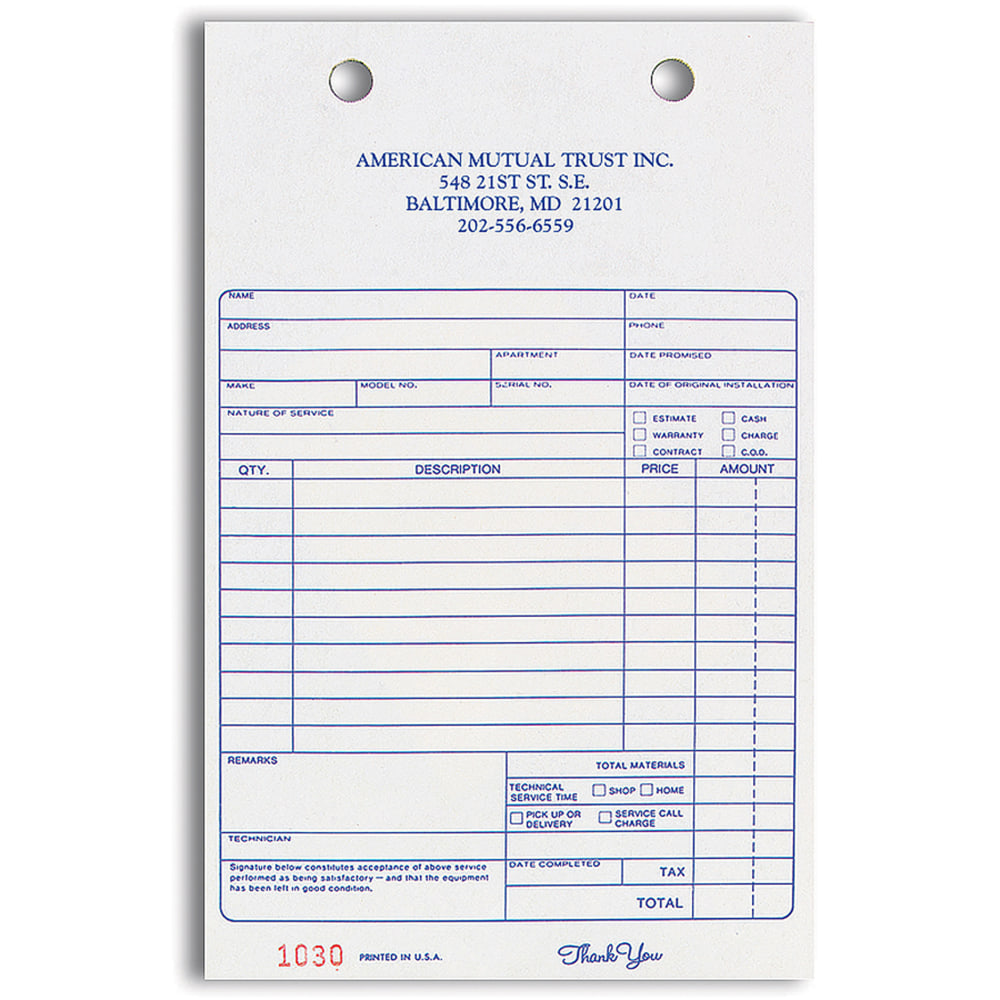 AMERICAN MUTUAL TRUST INC.
548 21ST ST. S.E.
BALTIMORE, MD 21201
202-556-6559
NAME DATE
ADDRESS PHONE
APARTMENT DATE PROMISED
MAKE MODEL NO. SERIAL NO. DATE OF ORIGINAL INSTALLATION
NATURE OF SERVICE
ESTIMATE CASH
WARRANTY CHARGE
CONTRACT C.O.D.
QTY. DESCRIPTION PRICE AMOUNT
REMARKS
TOTAL MATERIALS
TECHNICAL
SERVICE TIME SHOP HOME
PICK UP OR
DELIVERY
SERVICE CALL
CHARGE
TECHNICIAN
Signature below constitutes acceptance of above service
performed as being satisfactory — and that the equipment
has been left in good condition.
DATE COMPLETED TAX
TOTAL
1030 PRINTED IN U.S.A. Thank You